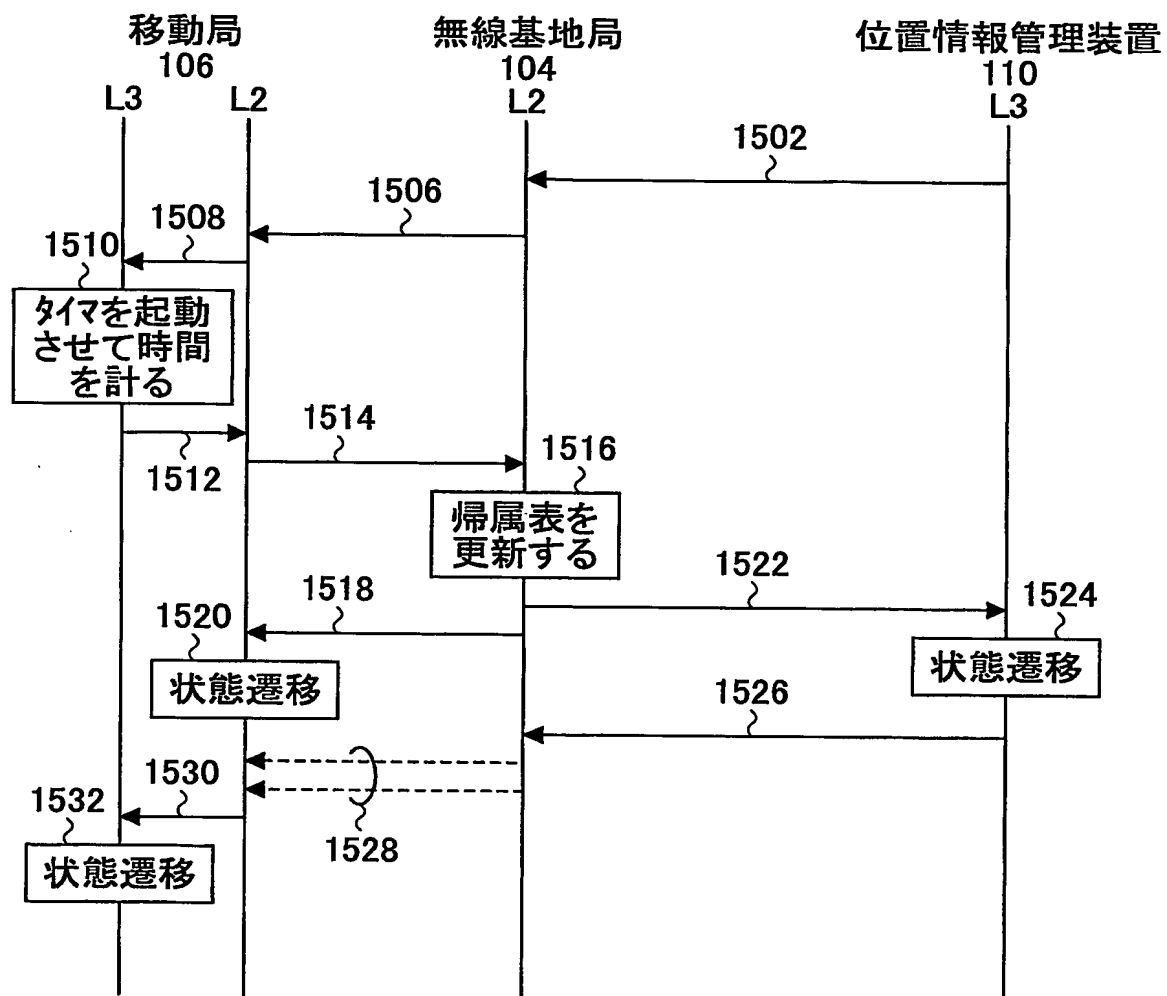 移動局
106
無線基地局
104
位置情報管理装置
110
L3
L2
L2
L3
1502
1506
1508
1510
タイマを起動
させて時間
を計る
1512
1514
1516
帰属表を
更新する
1518
1520
状態遷移
1522
1524
状態遷移
1526
1528
1530
1532
状態遷移